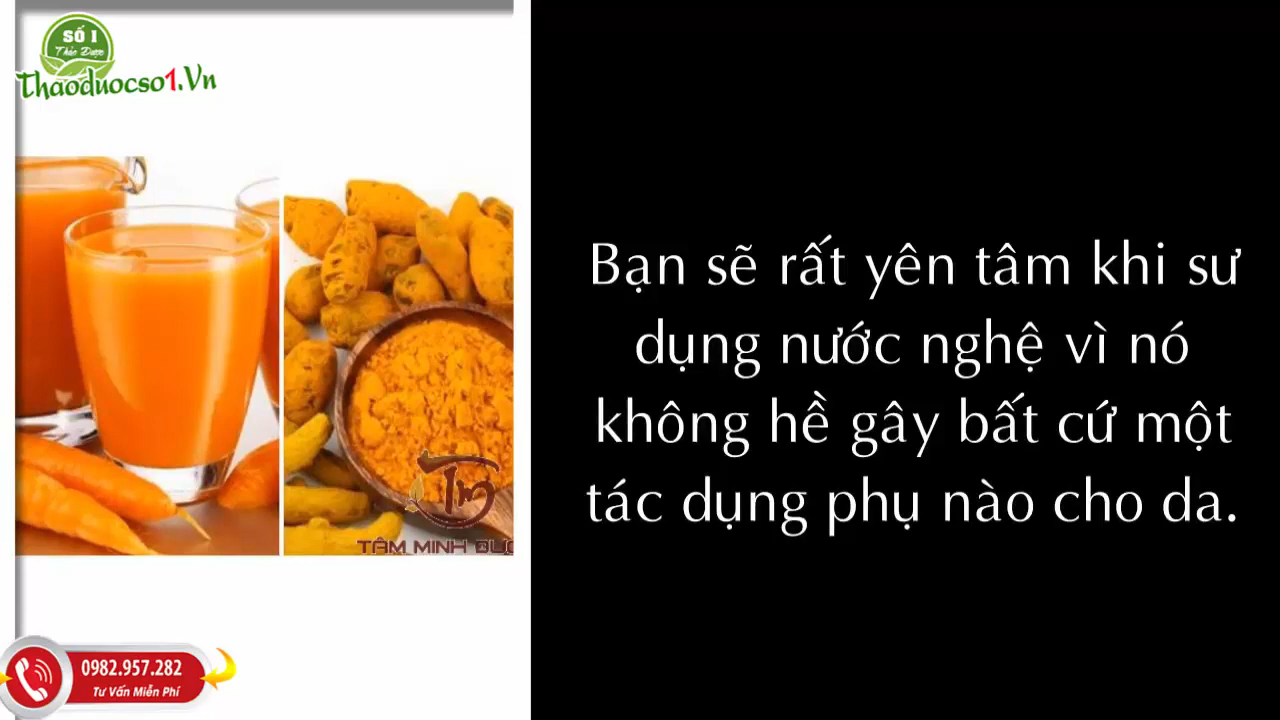 SỐ 1
Thảo Dược
Thaoduocso1.Vn
Bạn sẽ rất yên tâm khi sư
dụng nước nghệ vì nó
không hề gây bất cứ một
tác dụng phụ nào cho da.
Tm
TÂM MINH
0982.957.282
Tư Vấn Miễn Phí